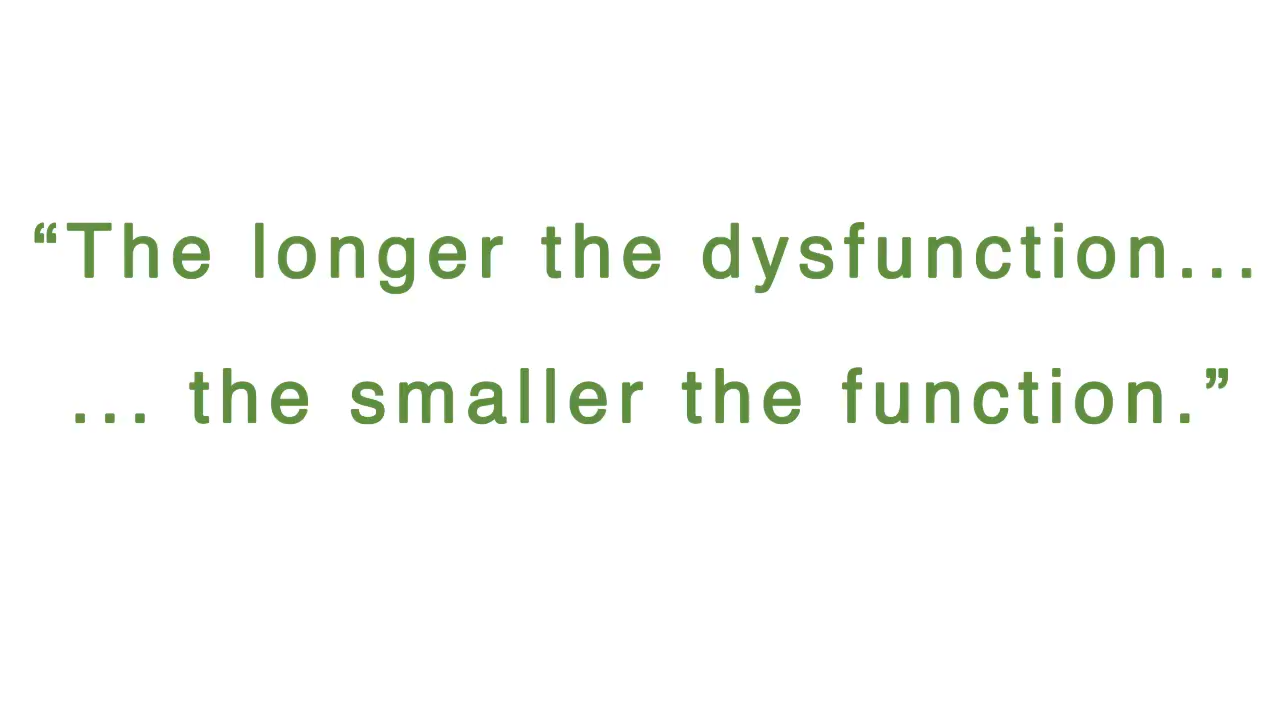 “The longer the dysfunction...
... the smaller the function.”